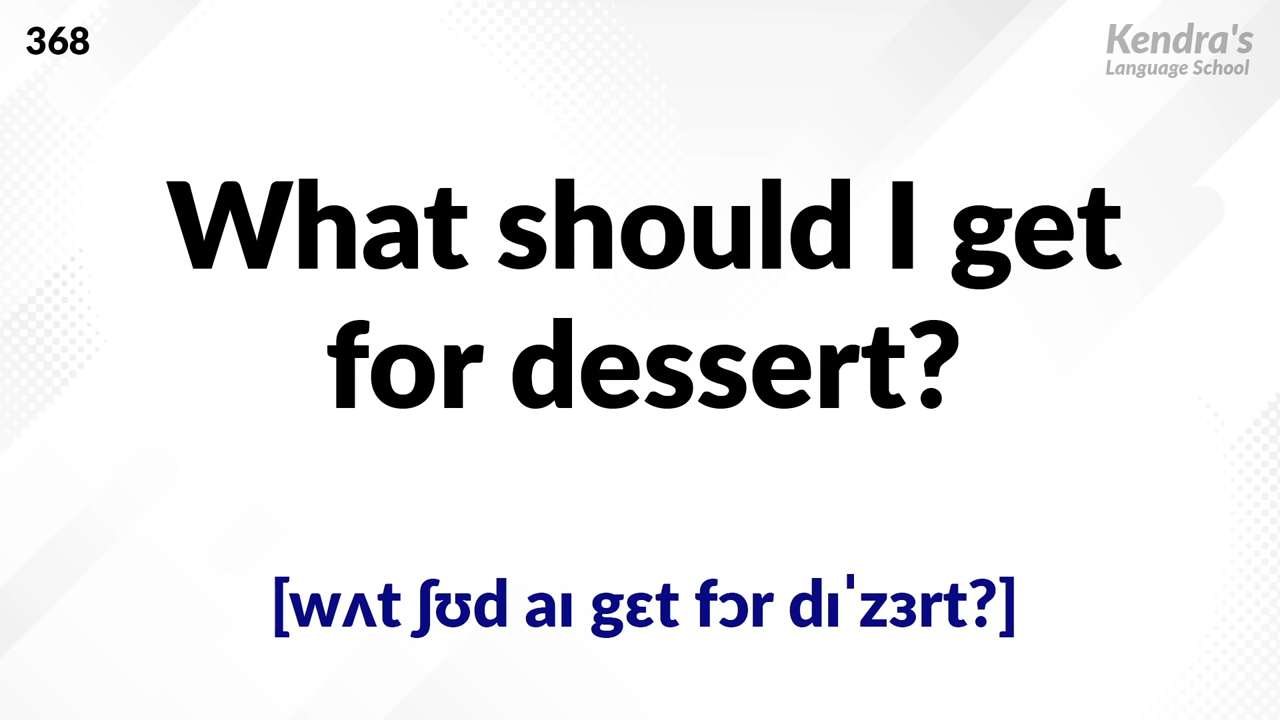 368
Kendra's
Language School
What should I get
for dessert?
[wʌt ʃʊd aɪ gɛt fɔr dɪˈzɜrt?]